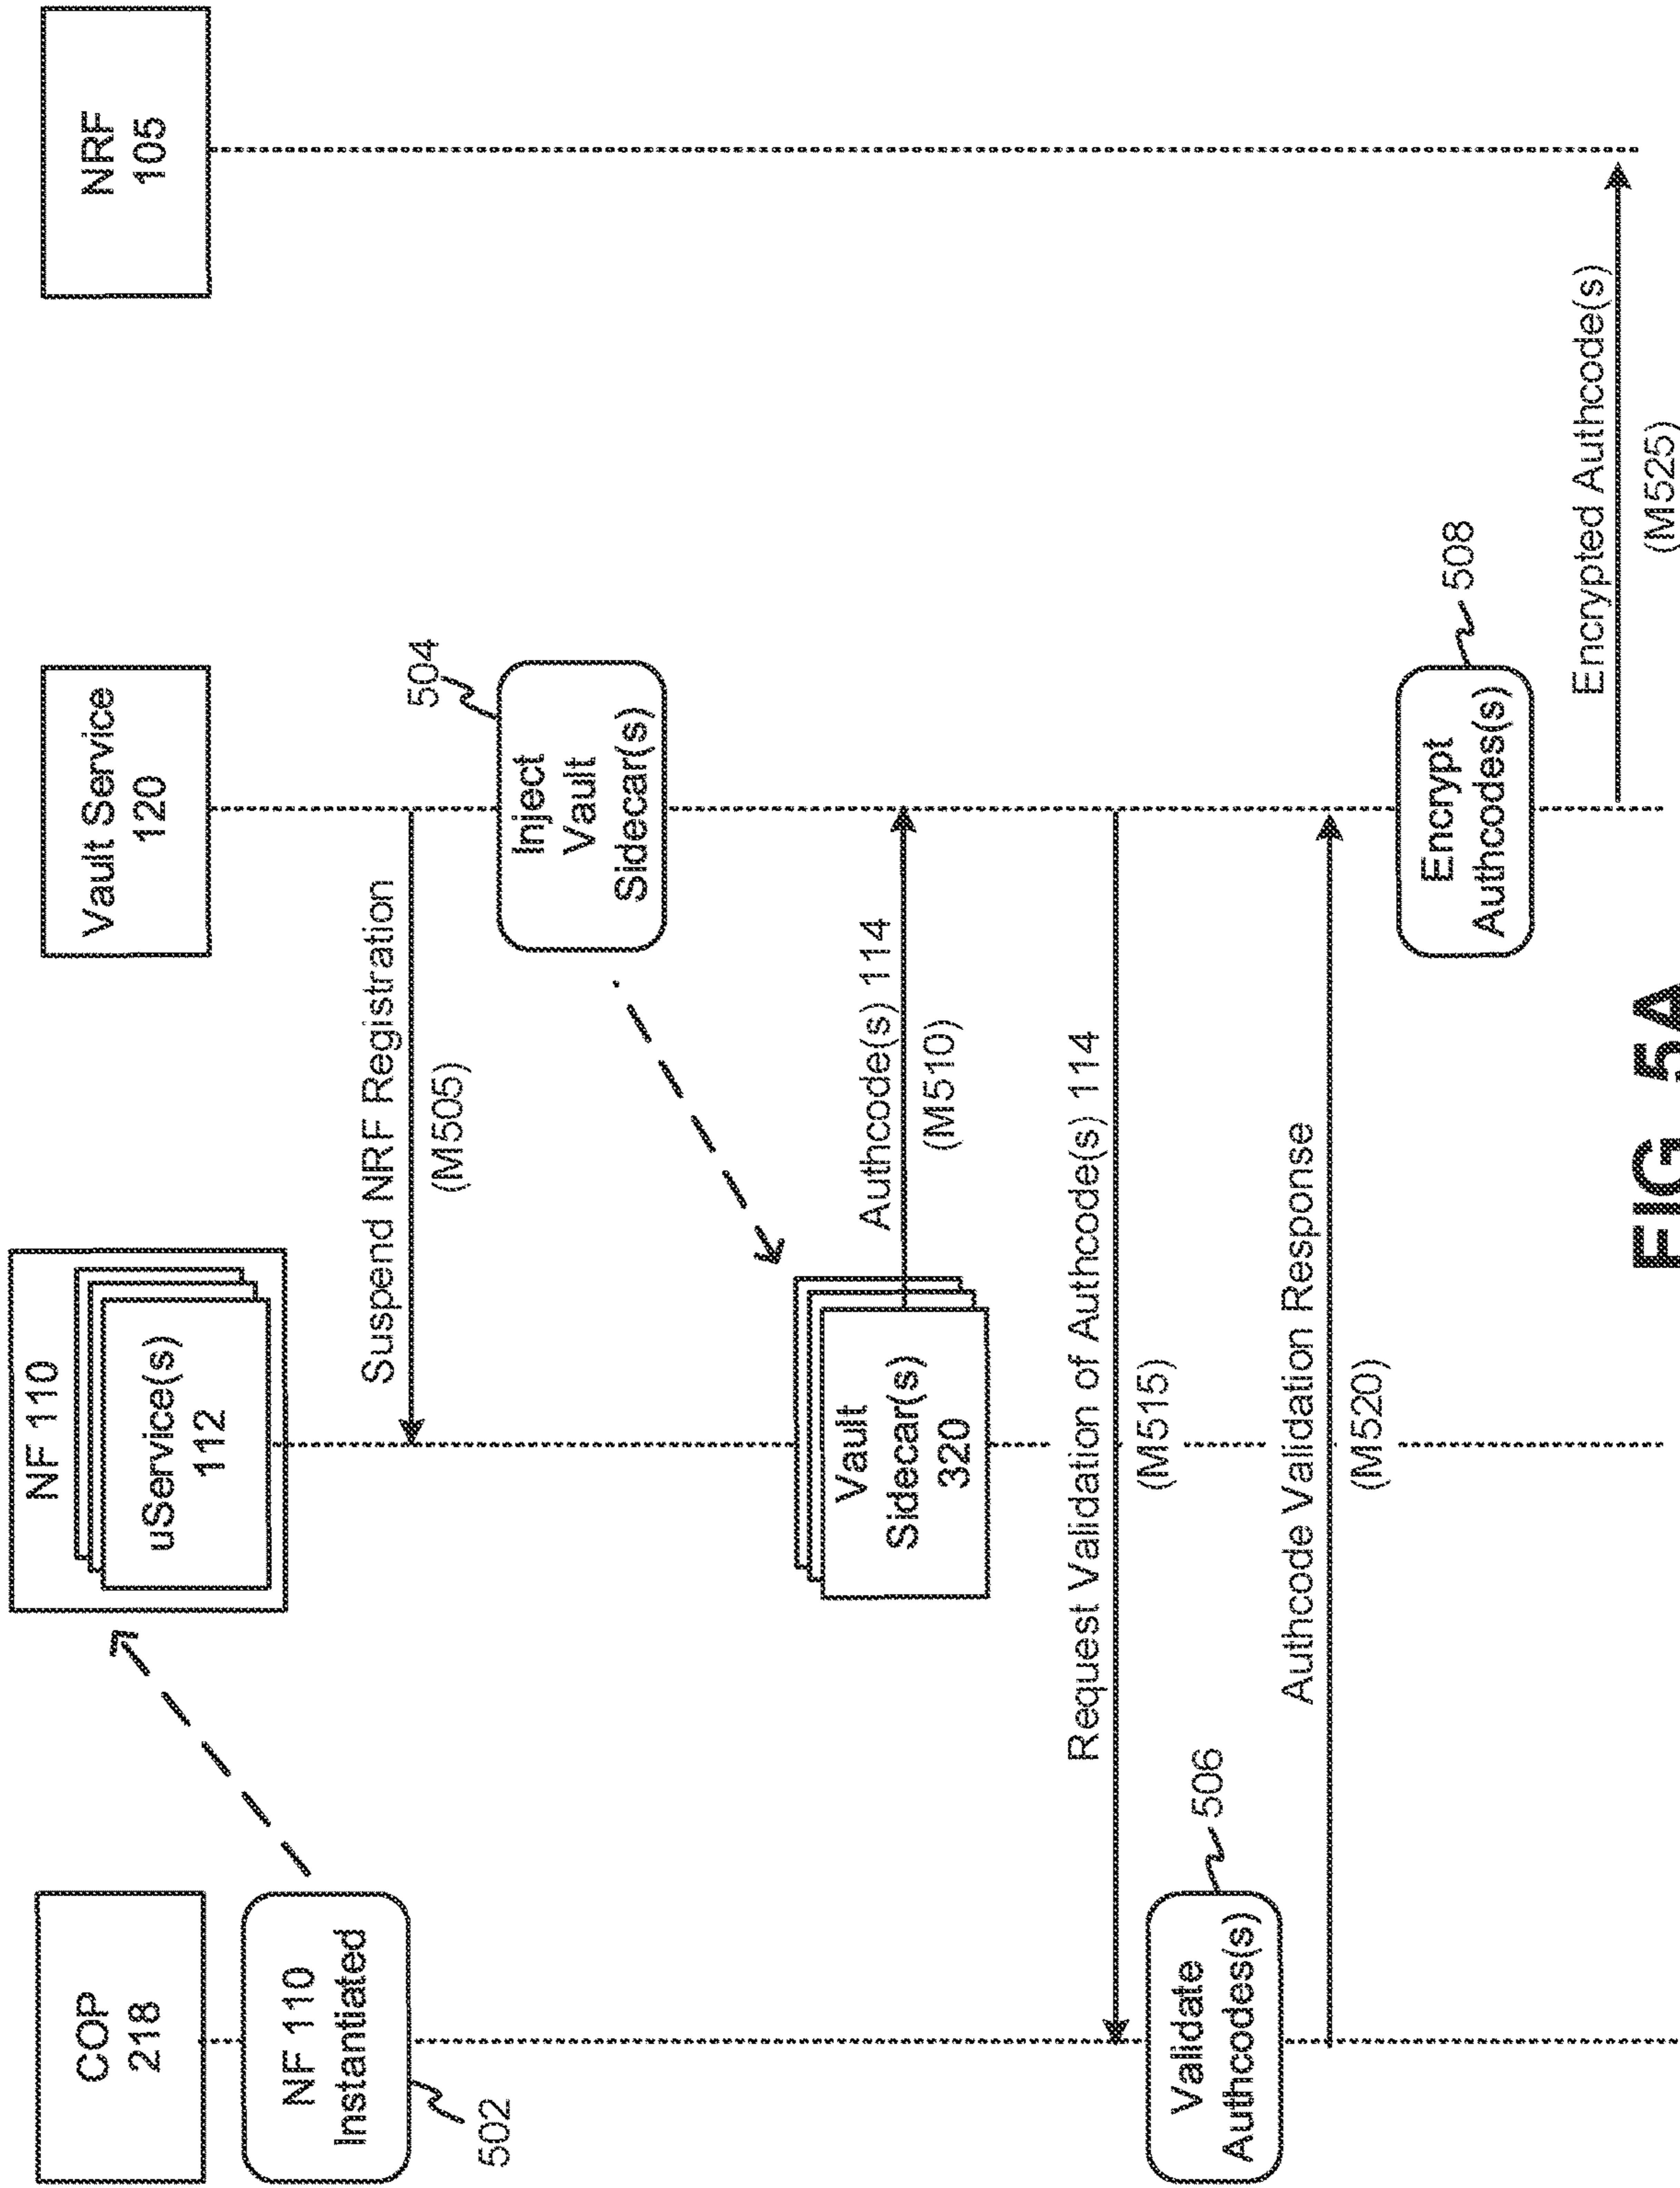 COP
218
NF 110
uService(s)
112
Vault Service
120
NRF
105
NF 110
Instantiated
502
Suspend NRF Registration
(M505)
504
Inject
Vault
Sidecar(s)
Vault
Sidecar(s)
320
Authcode(s) 114
(M510)
Request Validation of Authcode(s) 114
(M515)
Validate
Authcodes(s)
506
Authcode Validation Response
(M520)
Encrypt
Authcodes(s)
508
Encrypted Authcode(s)
(M525)
FIG. 5A